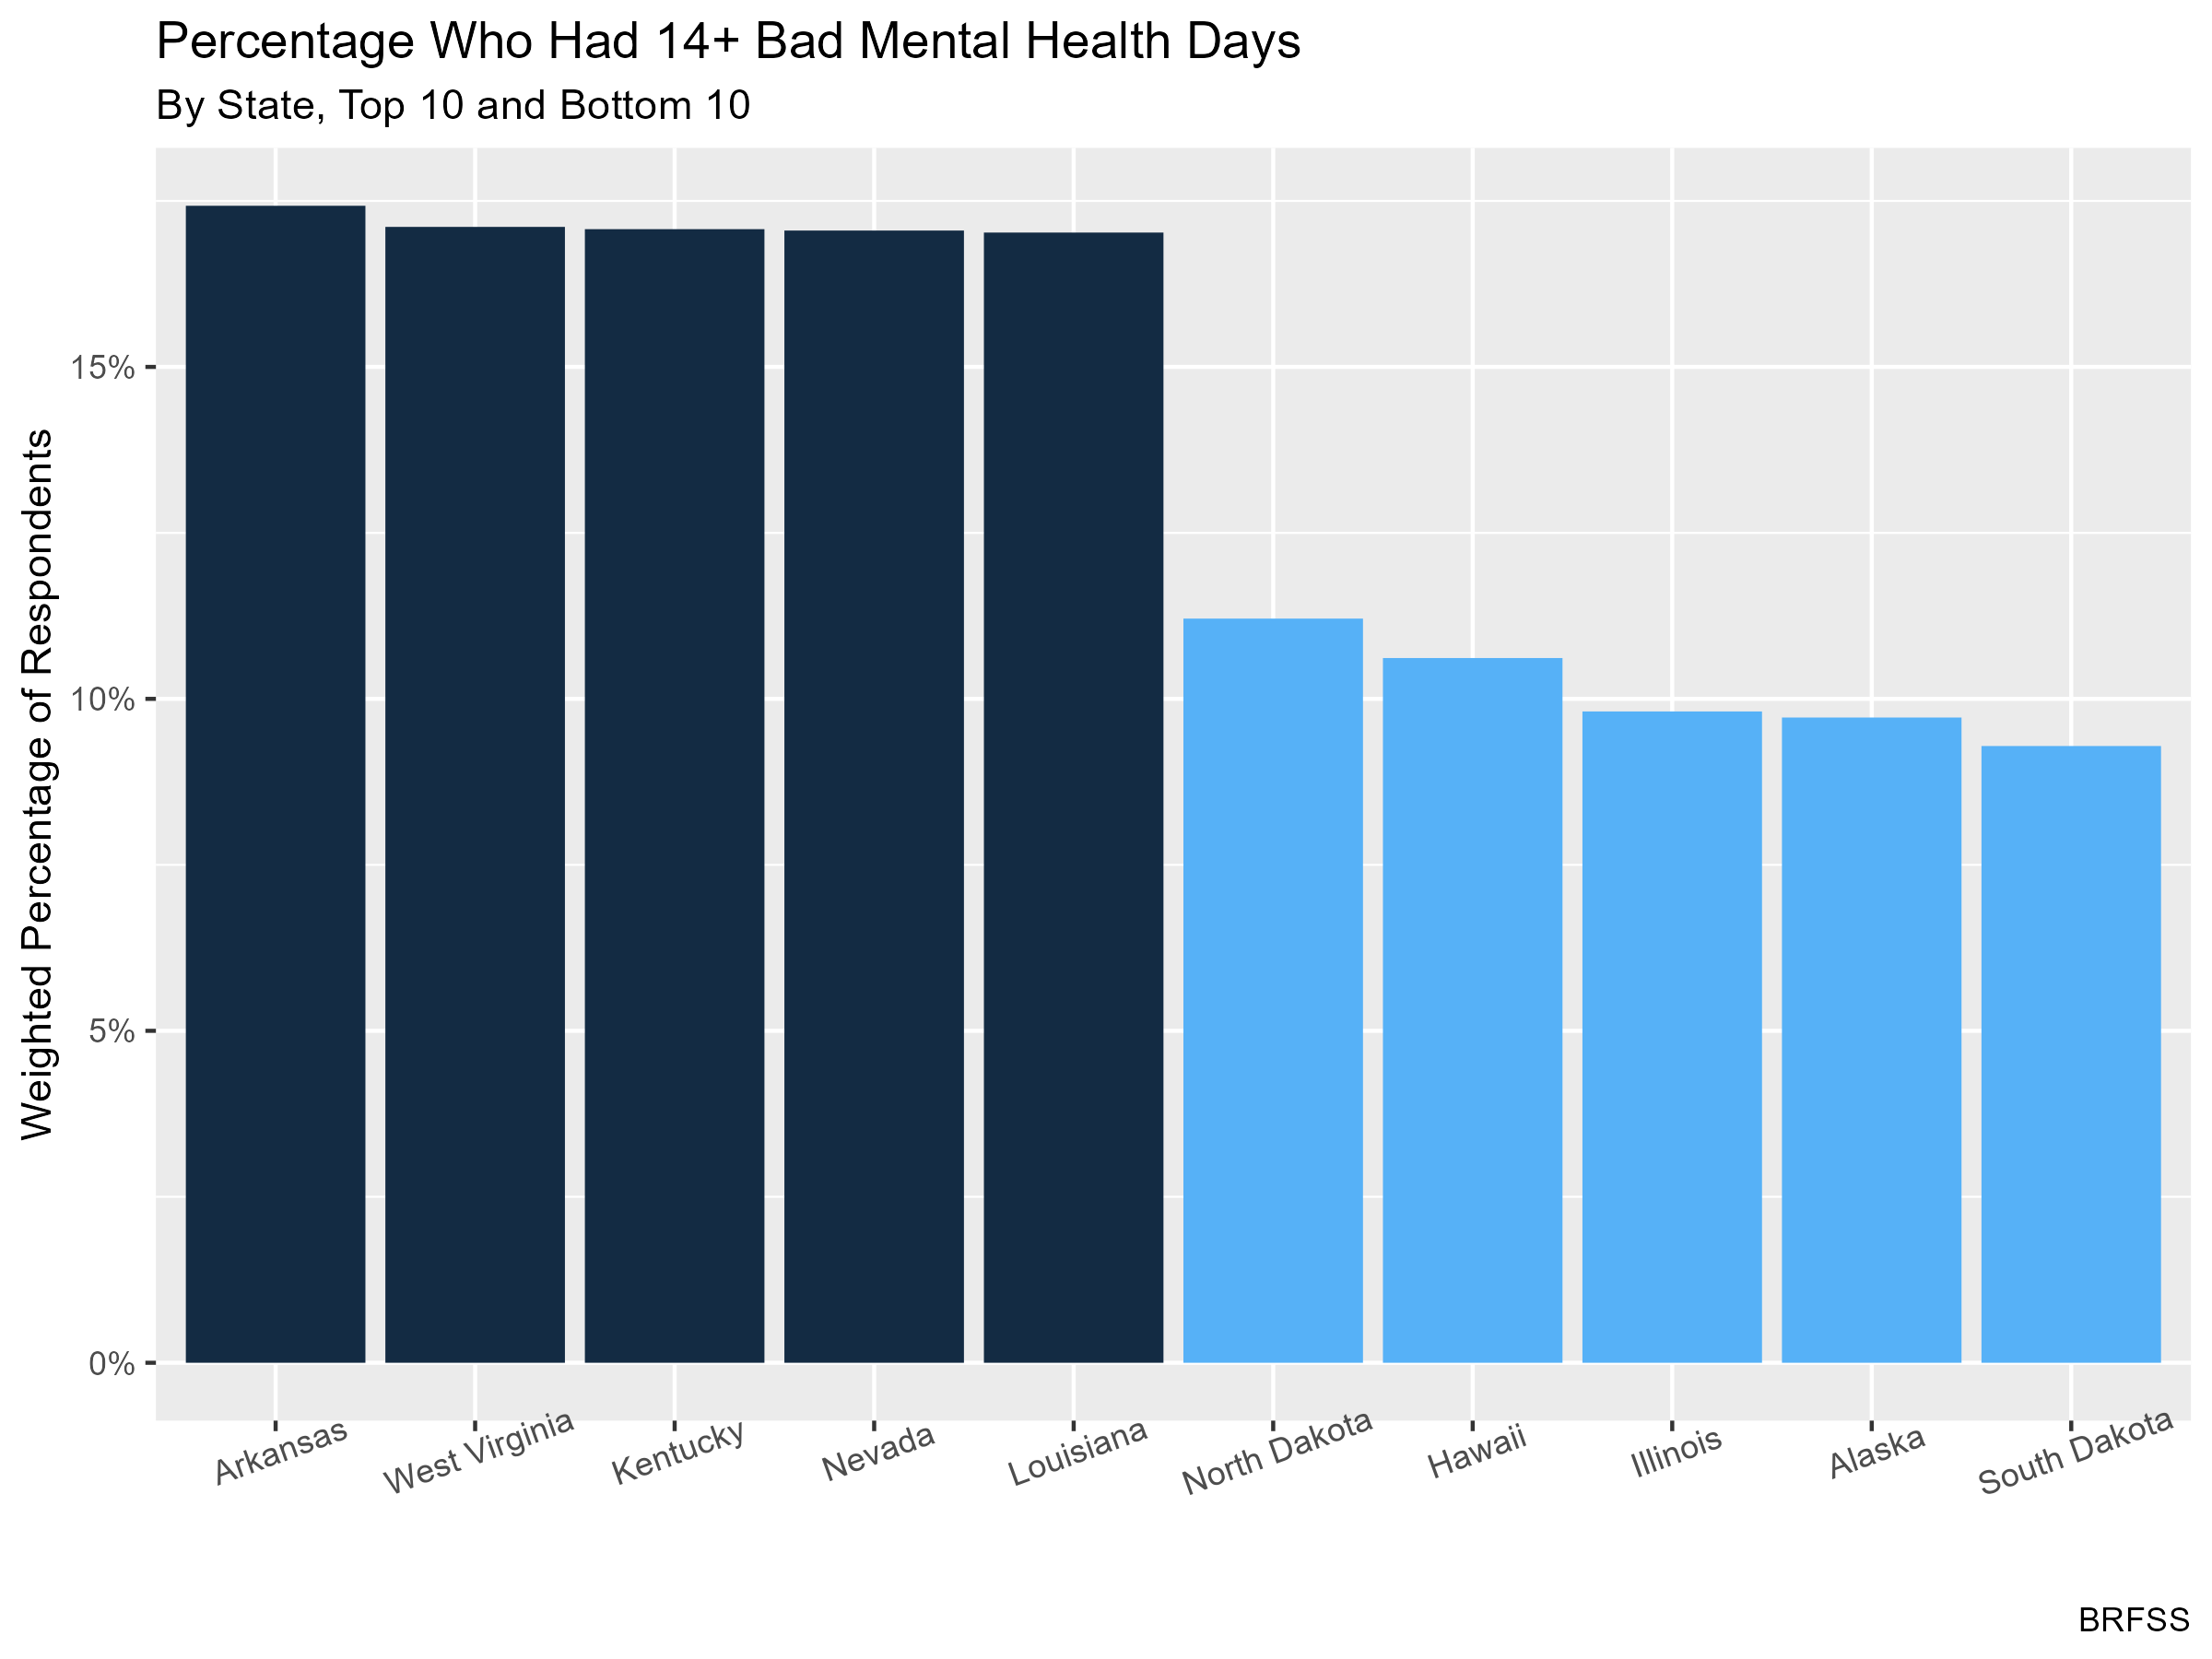 Percentage Who Had 14+ Bad Mental Health Days
By State, Top 10 and Bottom 10
Weighted Percentage of Respondents
15%
10%
5%
0%
Arkansas
West Virginia
Kentucky
Nevada
Louisiana
North Dakota
Hawaii
Illinois
Alaska
South Dakota
BRFSS